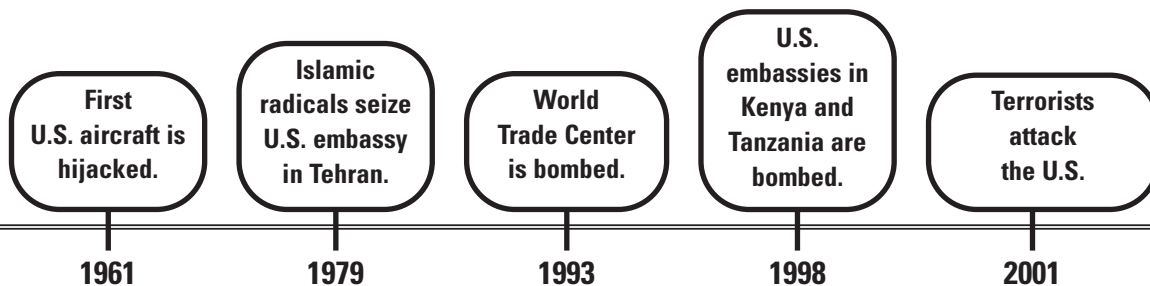 First
U.S. aircraft is
hijacked.
Islamic
radicals seize
U.S. embassy
in Tehran.
World
Trade Center
is bombed.
U.S.
embassies in
Kenya and
Tanzania are
bombed.
Terrorists
attack
the U.S.
1961
1979
1993
1998
2001